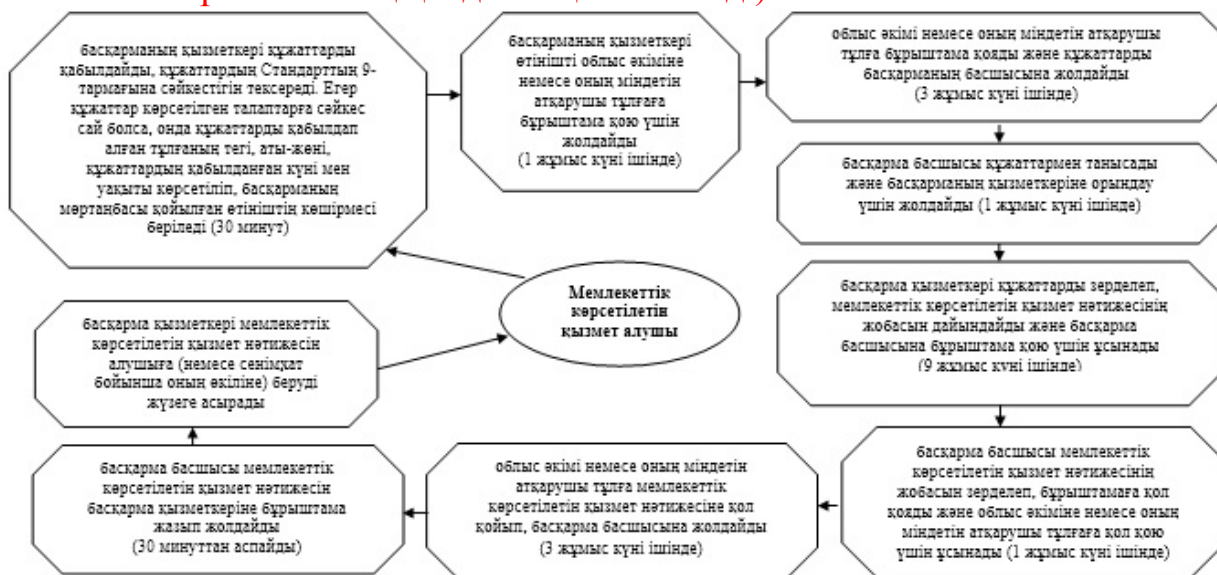 басқарманың қызметкері құжаттарды
қабылдайды, құжаттардың Стандарттың 9-
тармағына сәйкестігін тексереді. Егер
құжаттар көрсетілген талаптарға сәйкес
сай болса, онда құжаттарды қабылдап
алған тұлғаның тегі, аты-жөні,
құжаттардың қабылданған күні мен
уақыты көрсетіліп, басқарманың
мөртаңбасы қойылған өтініштің көшірмесі
беріледі (30 минут)
басқарманың қызметкері
өтінішті облыс әкіміне
немесе оның міндетін
атқарушы тұлғаға
бұрыштама қою үшін
жолдайды
(1 жұмыс күні ішінде)
облыс әкімі немесе оның міндетін атқарушы
тұлға бұрыштама қояды және құжаттарды
басқарманың басшысына жолдайды
(3 жұмыс күні ішінде)
басқарма басшысы құжаттармен танысады
және басқарманың қызметкеріне орындау
үшін жолдайды (1 жұмыс күні ішінде)
басқарма қызметкері құжаттарды зерделеп,
мемлекеттік көрсетілетін қызмет нәтижесінің
жобасын дайындайды және басқарма
басшысына бұрыштама қою үшін ұсынады
(9 жұмыс күні ішінде)
басқарма басшысы мемлекеттік
көрсетілетін қызмет нәтижесінің
жобасын зерделеп, бұрыштамаға қол
қояды және облыс әкіміне немесе оның
міндетін атқарушы тұлғаға қол қою
үшін ұсынады (1 жұмыс күні ішінде)
облыс әкімі немесе оның міндетін
атқарушы тұлға мемлекеттік
көрсетілетін қызмет нәтижесіне қол
қойып, басқарма басшысына жолдайды
(3 жұмыс күні ішінде)
басқарма басшысы мемлекеттік
көрсетілетін қызмет нәтижесін
басқарма қызметкеріне бұрыштама
жазып жолдайды
(30 минуттан аспайды)
басқарма қызметкері мемлекеттік
көрсетілетін қызмет нәтижесін
алушыға (немесе сенімхат
бойынша оның өкіліне) беруді
жүзеге асырады
Мемлекеттік
көрсетілетін
қызмет алушы